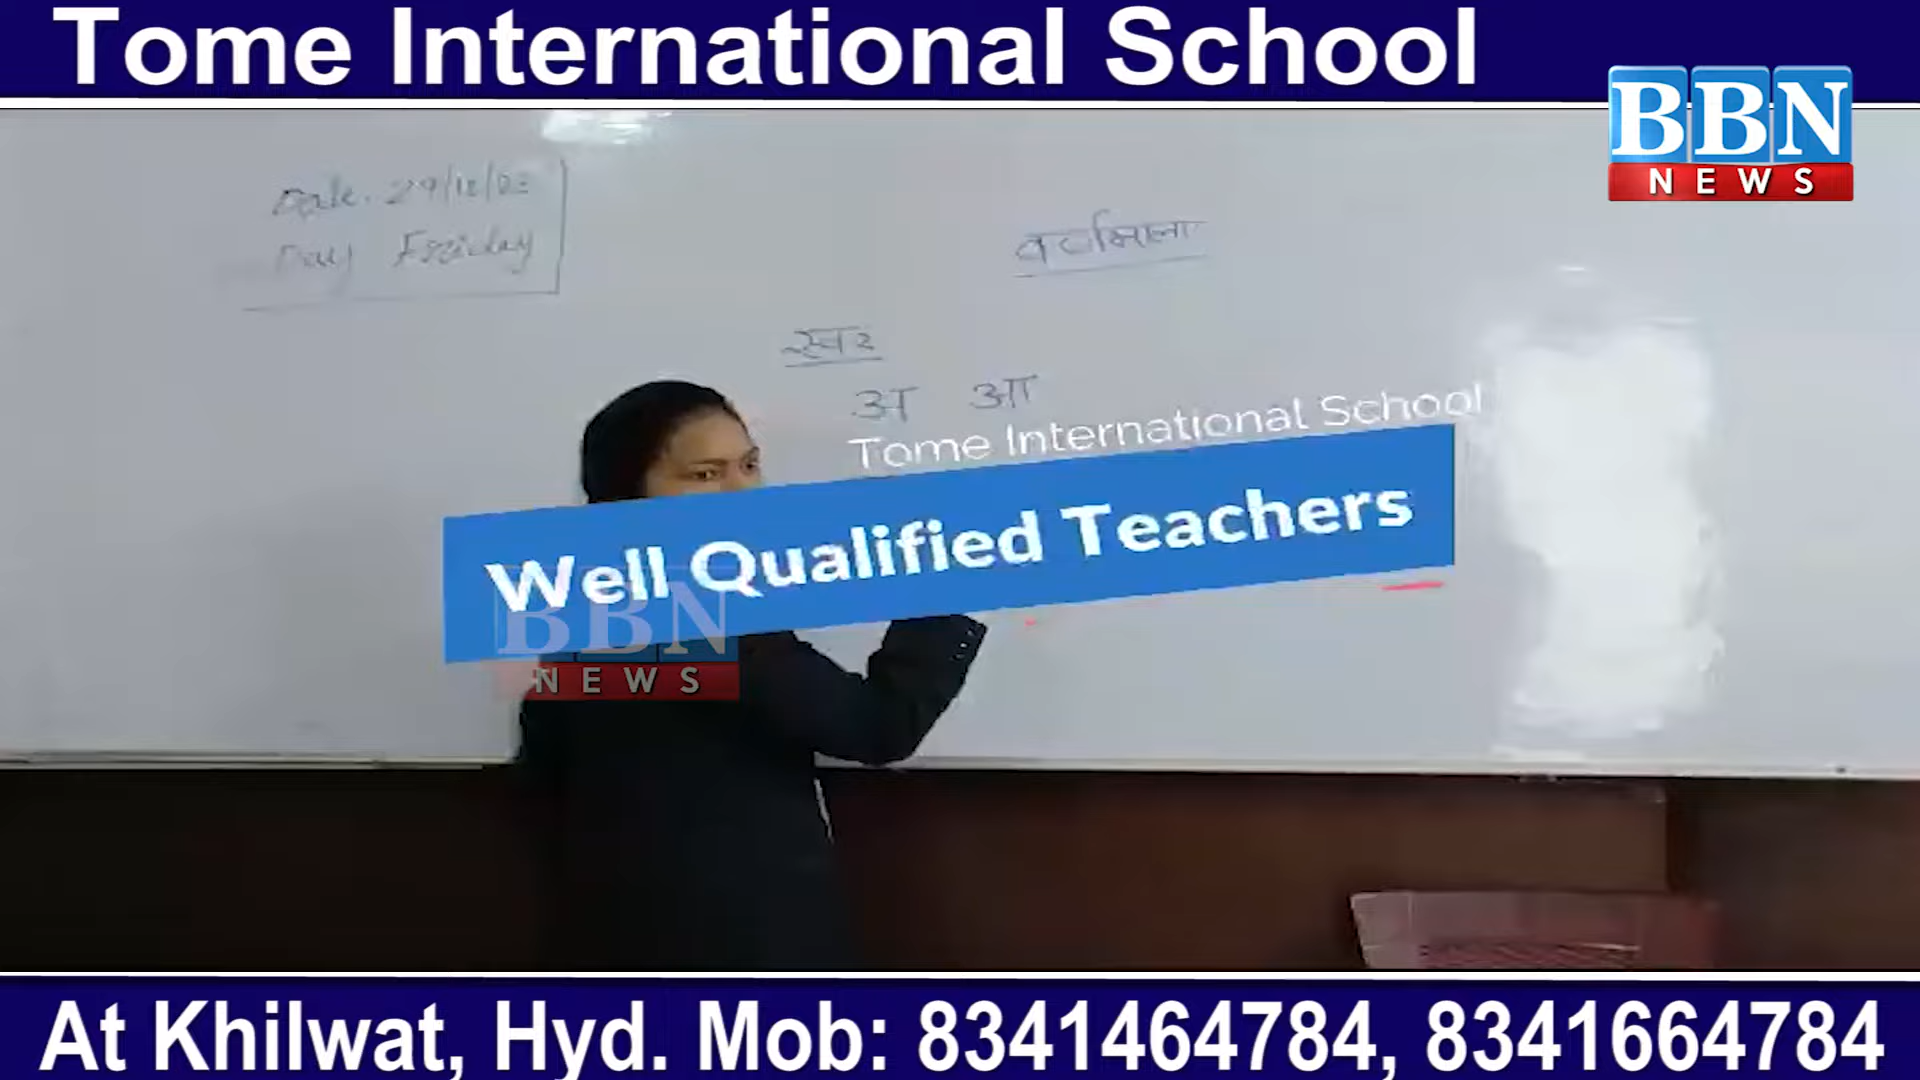 Tome International School
BBN
NEWS
Date. 29/12/23
Day Friday
वर्णमाला
स्वर
अ आ
Tome International School
Well Qualified Teachers
BBN
NEWS
At Khilwat, Hyd. Mob: 8341464784, 8341664784